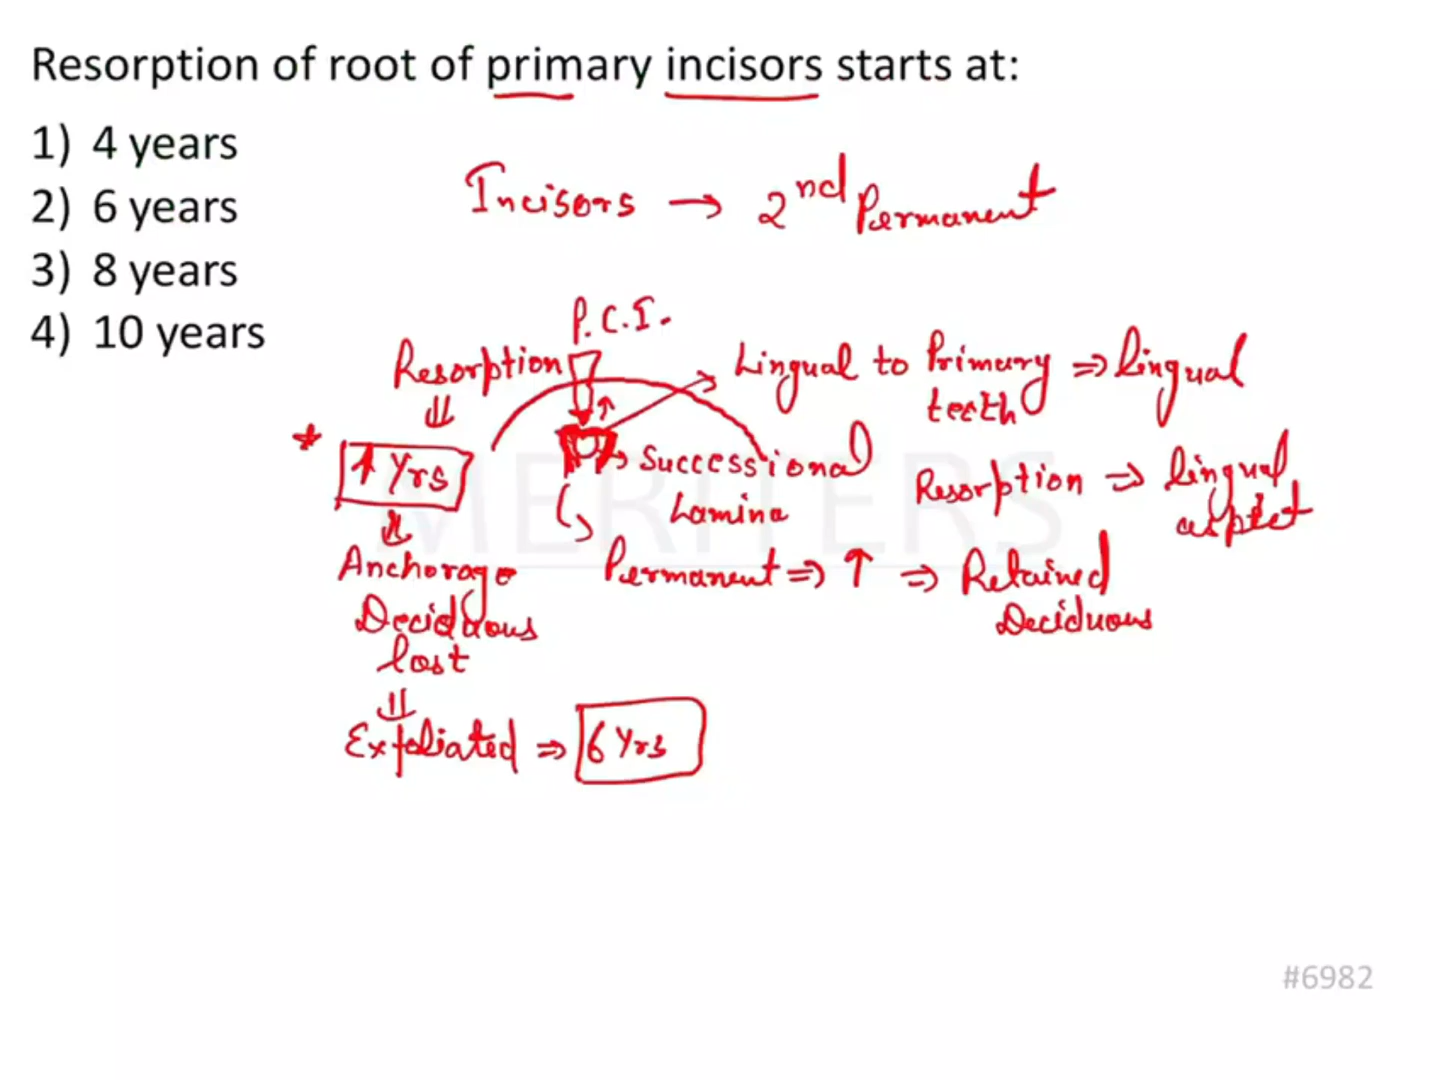 Resorption of root of primary incisors starts at:
1) 4 years
2) 6 years
3) 8 years
4) 10 years
Incisors → 2nd Permanent
P.C.I.
Resorption
⇓
* 4 Yrs
Anchorage
Deciduous
lost
⇓
Exfoliated ⇒ 6 Yrs
Lingual to Primary ⇒ lingual
teeth
Successional
Lamina
Resorption ⇒ lingual
Permanent ⇒ ↑ ⇒ Retained
Deciduous
MERITERS
#6982